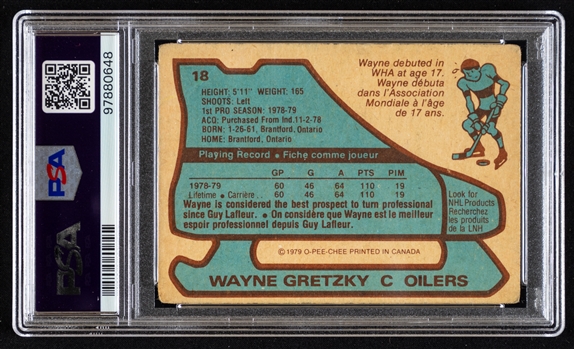 97880648
PSA
PSA
18
HEIGHT: 5'11" WEIGHT: 165
SHOOTS: Left
1st PRO SEASON: 1978-79
ACQ: Purchased From Ind.11-2-78
BORN: 1-26-61, Brantford, Ontario
HOME: Brantford, Ontario
Wayne debuted in
WHA at age 17.
Wayne débuta
dans l'Association
Mondiale à l'âge
de 17 ans.
Playing Record • Fiche comme joueur
GP G A PTS PIM
1978-79 60 46 64 110 19
Lifetime • Carrière 60 46 64 110 19
Wayne is considered the best prospect to turn professional
since Guy Lafleur. • On considère que Wayne est le meilleur
espoir professionnel depuis Guy Lafleur.
Look for
NHL Products
Recherchez
les produits
de la LNH
©1979 O-PEE-CHEE PRINTED IN CANADA
WAYNE GRETZKY C OILERS